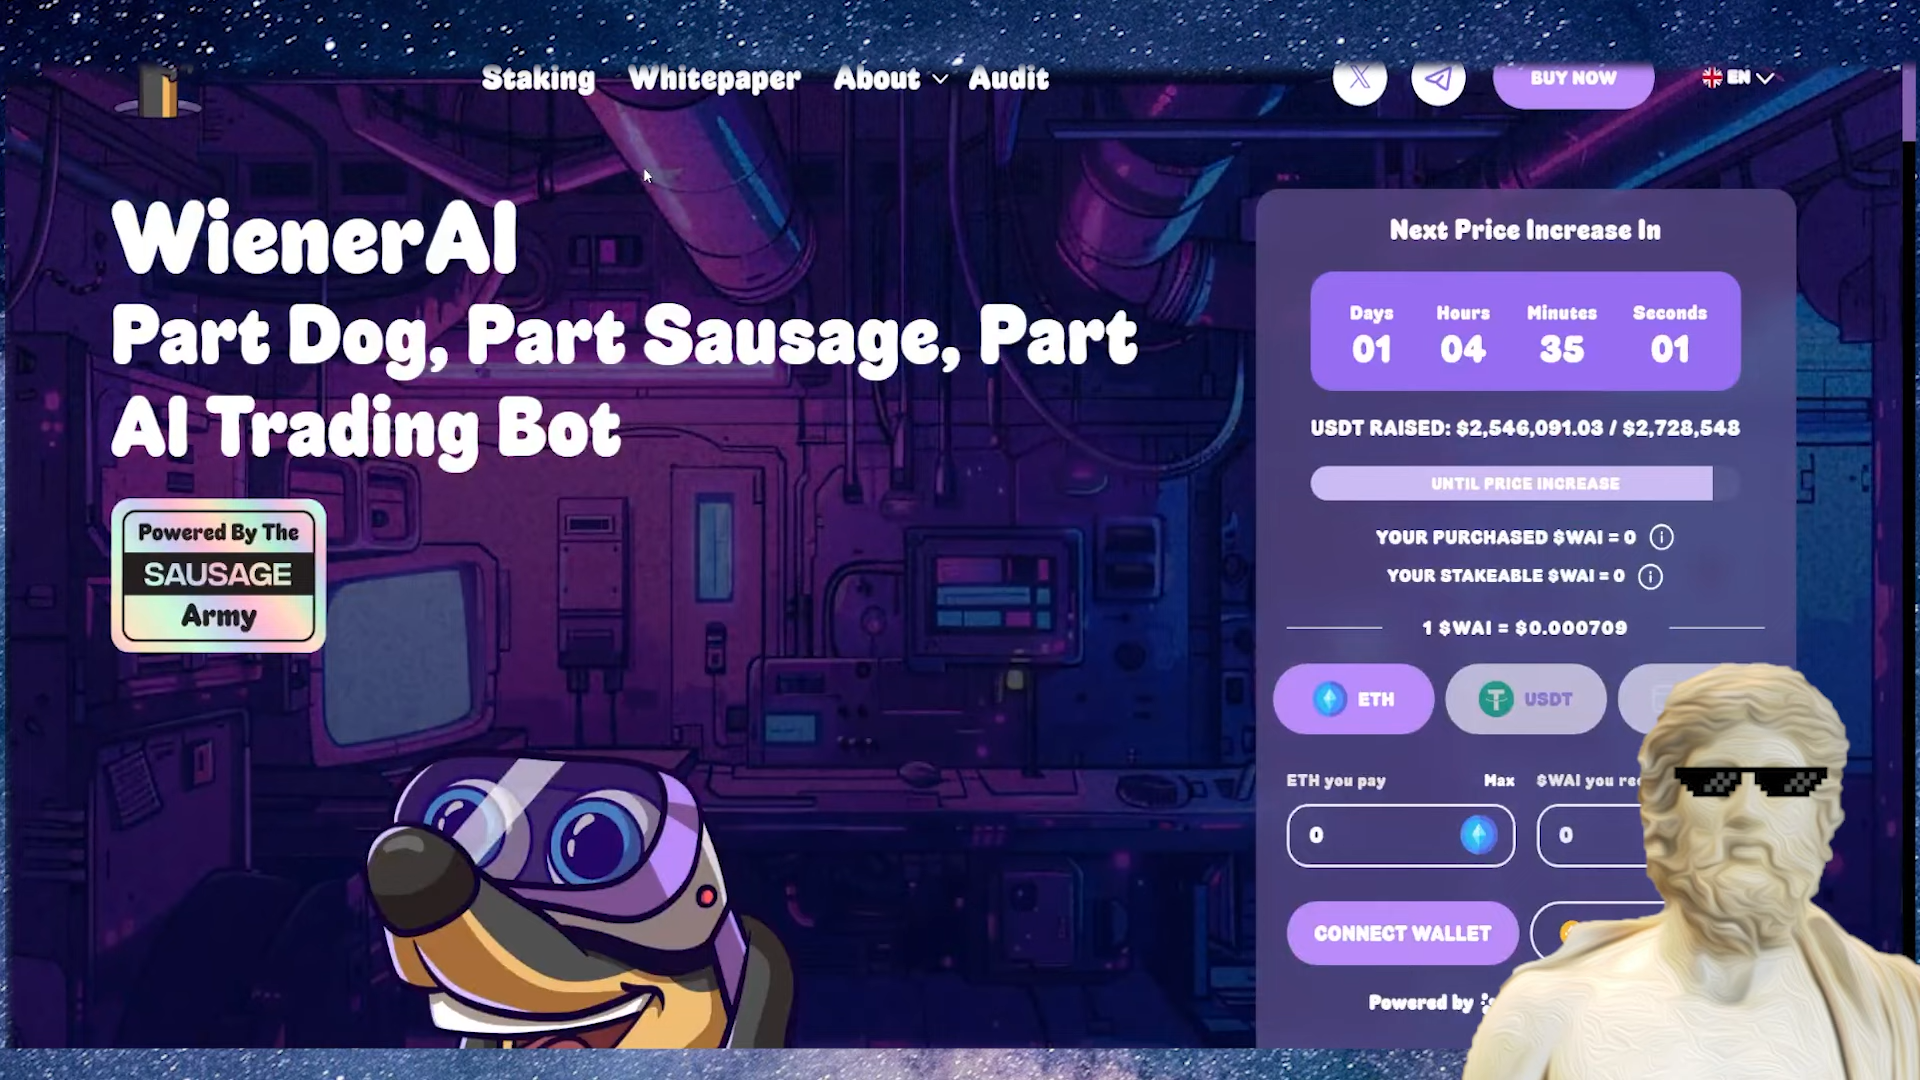 Staking Whitepaper About Audit
BUY NOW
EN
WienerAI
Part Dog, Part Sausage, Part
AI Trading Bot
Powered By The
SAUSAGE
Army
Next Price Increase In
Days Hours Minutes Seconds
01 04 35 01
USDT RAISED: $2,546,091.03 / $2,728,548
UNTIL PRICE INCREASE
YOUR PURCHASED $WAI = 0
YOUR STAKEABLE $WAI = 0
1 $WAI = $0.000709
ETH USDT
ETH you pay Max $WAI you
0 0
CONNECT WALLET
Powered by